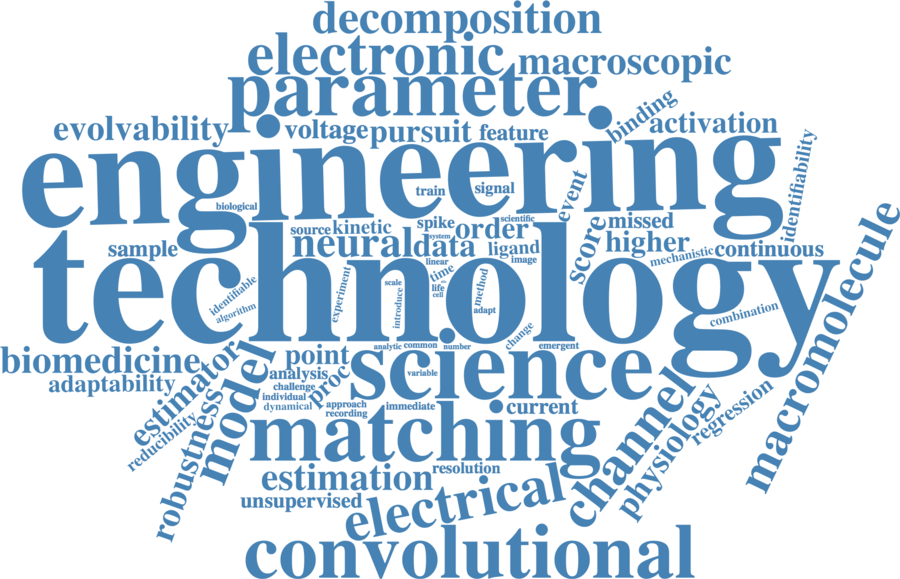 decomposition
electronic
macroscopic
parameter
binding
evolvability
voltage
pursuit
feature
activation
engineering
identifiability
train
signal
event
biological
source
kinetic
spike
order
scientific
score
missed
sample
neural
data
system
ligand
higher
continuous
linear
image
mechanistic
technology
macromolecule
identifiable
algorithm
experiment
scale
introduce
time
life
cell
method
adapt
combination
change
analytic
common
number
emergent
biomedicine
adaptability
estimator
model
point
analysis
proc
science
variable
challenge
individual
dynamical
approach
recording
immediate
current
channel
physiology
regression
reducibility
robustness
matching
estimation
resolution
unsupervised
electrical
convolutional